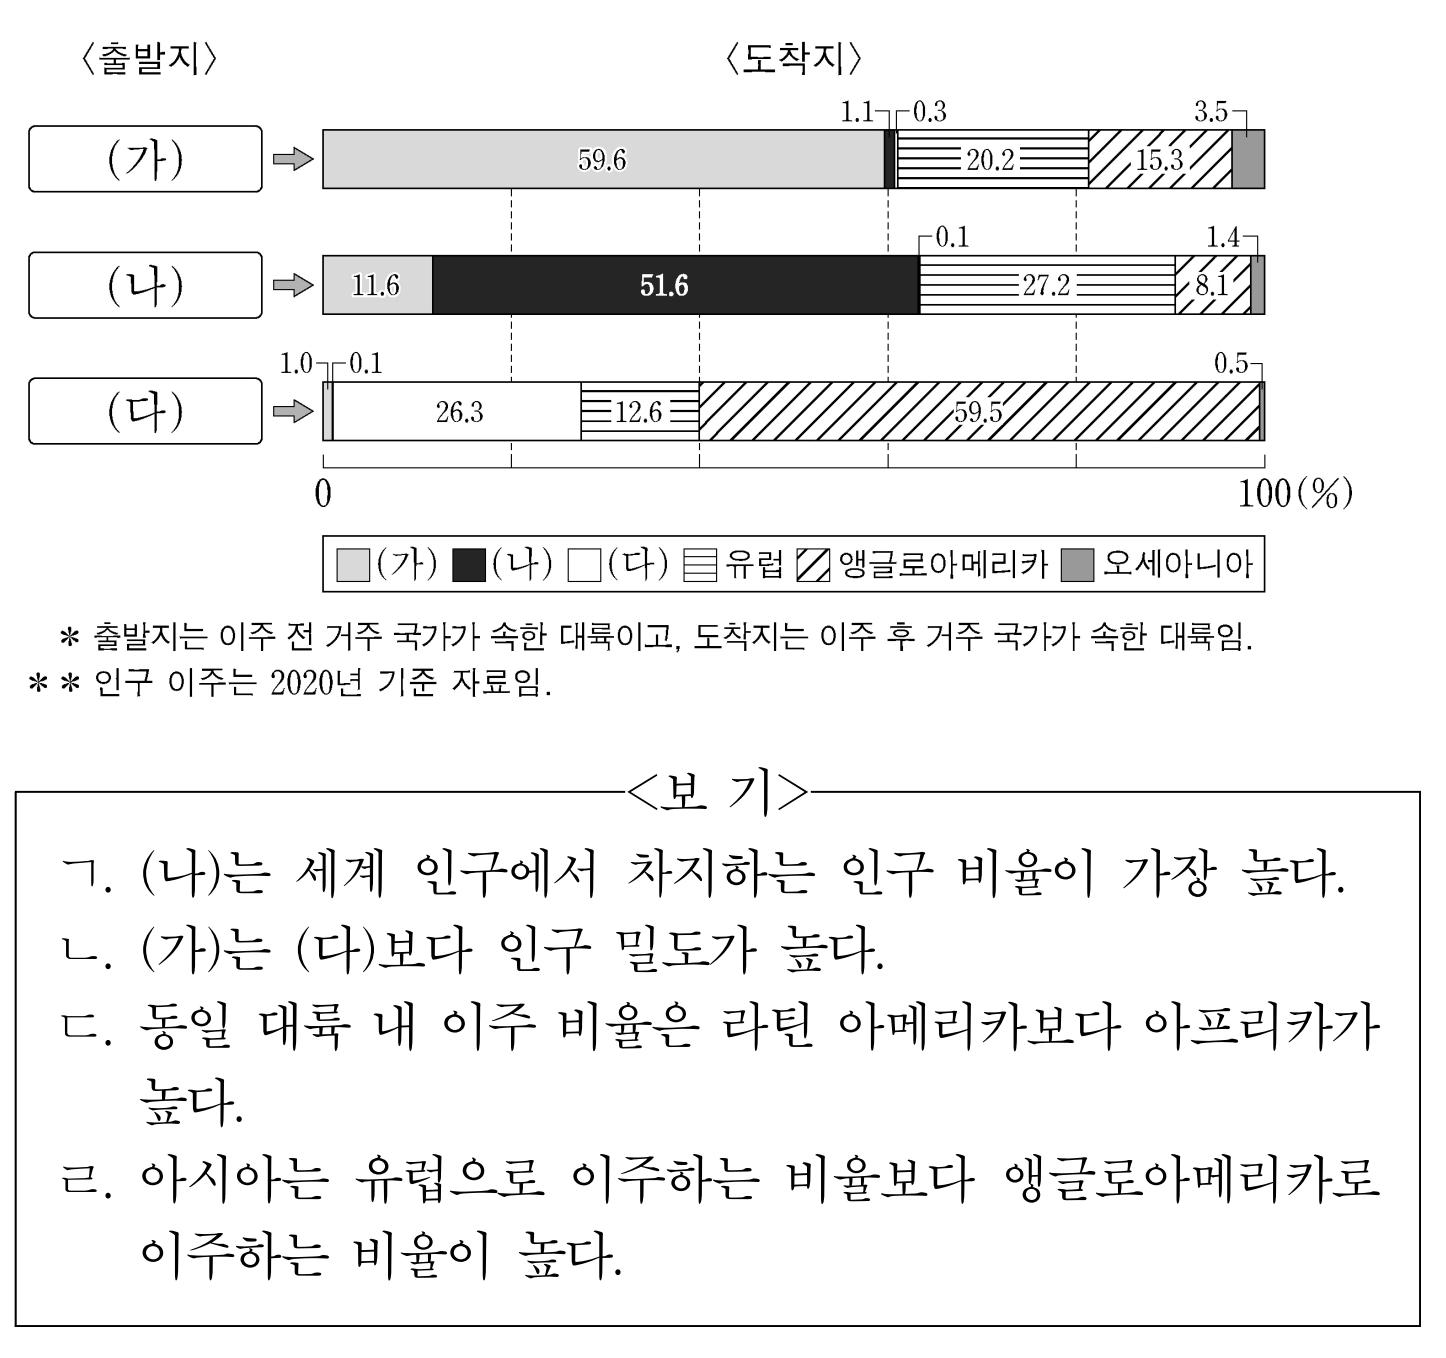 〈출발지〉 〈도착지〉
1.1 0.3 3.5
(가) 59.6 20.2 15.3
0.1 1.4
(나) 11.6 51.6 27.2 8.1
1.0 0.1 0.5
(다) 26.3 12.6 59.5
0 100(%)
(가) (나) (다) 유럽 앵글로아메리카 오세아니아
* 출발지는 이주 전 거주 국가가 속한 대륙이고, 도착지는 이주 후 거주 국가가 속한 대륙임.
** 인구 이주는 2020년 기준 자료임.
<보 기>
ㄱ. (나)는 세계 인구에서 차지하는 인구 비율이 가장 높다.
ㄴ. (가)는 (다)보다 인구 밀도가 높다.
ㄷ. 동일 대륙 내 이주 비율은 라틴 아메리카보다 아프리카가
높다.
ㄹ. 아시아는 유럽으로 이주하는 비율보다 앵글로아메리카로
이주하는 비율이 높다.